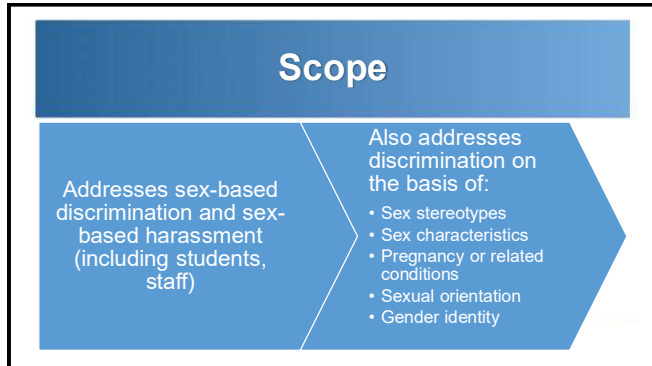 Scope
Addresses sex-based
discrimination and sex-
based harassment
(including students,
staff)
Also addresses
discrimination on
the basis of:
• Sex stereotypes
• Sex characteristics
• Pregnancy or related
conditions
• Sexual orientation
• Gender identity